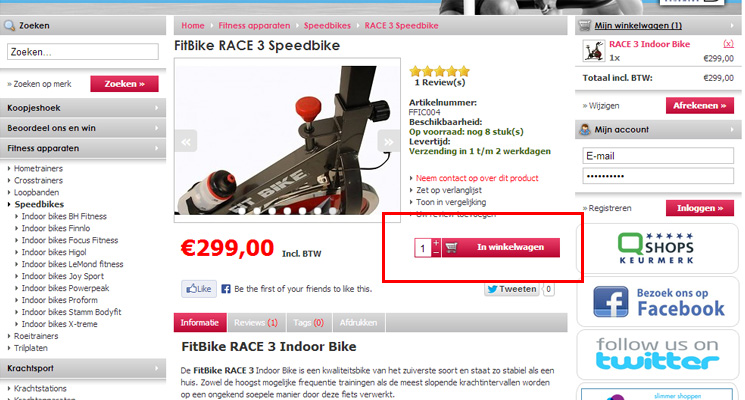 Zoeken
Zoeken...
» Zoeken op merk
Zoeken »
Koopjeshoek
Beoordeel ons en win
Fitness apparaten
Hometrainers
Crosstrainers
Loopbanden
Speedbikes
Indoor bikes BH Fitness
Indoor bikes Finnlo
Indoor bikes Focus Fitness
Indoor bikes Higol
Indoor bikes LeMond fitness
Indoor bikes Joy Sport
Indoor bikes Powerpeak
Indoor bikes Proform
Indoor bikes Stamm Bodyfit
Indoor bikes X-treme
Roeitrainers
Trilplaten
Krachtsport
Krachtstations
Krachtapparaten
Home › Fitness apparaten › Speedbikes › RACE 3 Speedbike
FitBike RACE 3 Speedbike
«
»
T BIKE
1 Review(s)
Artikelnummer:
FFIC004
Beschikbaarheid:
Op voorraad: nog 8 stuk(s)
Levertijd:
Verzending in 1 t/m 2 werkdagen
Neem contact op over dit product
Zet op verlanglijst
Toon in vergelijking
Uw review toevoegen
€299,00 Incl. BTW
1
+
−
In winkelwagen
Like
Be the first of your friends to like this.
Tweeten
0
Informatie
Reviews (1)
Tags (0)
Afdrukken
FitBike RACE 3 Indoor Bike
De FitBike RACE 3 Indoor Bike is een kwaliteitsbike van het zuiverste soort en staat zo stabiel als een
huis. Zowel de hoogst mogelijke frequentie trainingen als de meest slopende krachtintervallen worden
op een ongekend soepele manier door deze fiets verwerkt.
Mijn winkelwagen (1)
RACE 3 Indoor Bike
(x)
1x
€299,00
Totaal incl. BTW:
€299,00
» Wijzigen
Afrekenen »
Mijn account
E-mail
••••••••••
» Registreren
Inloggen »
Q SHOPS
KEURMERK
Bezoek ons op
Facebook
follow us on
twitter
slimmer shoppen